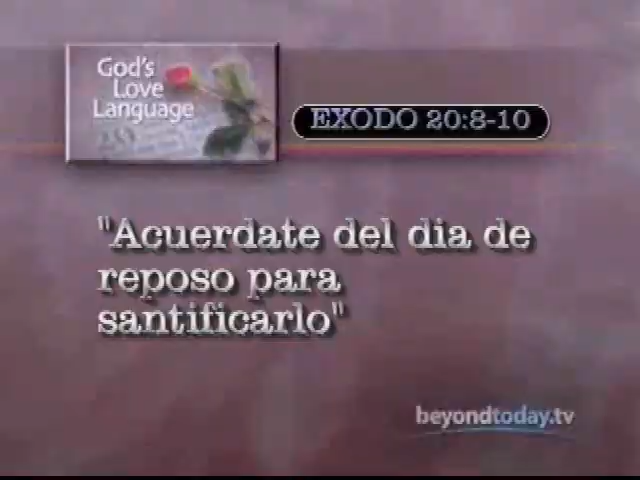 God's
Love
Language
EXODO 20:8-10
"Acuerdate del dia de
reposo para
santificarlo"
beyondtoday.tv